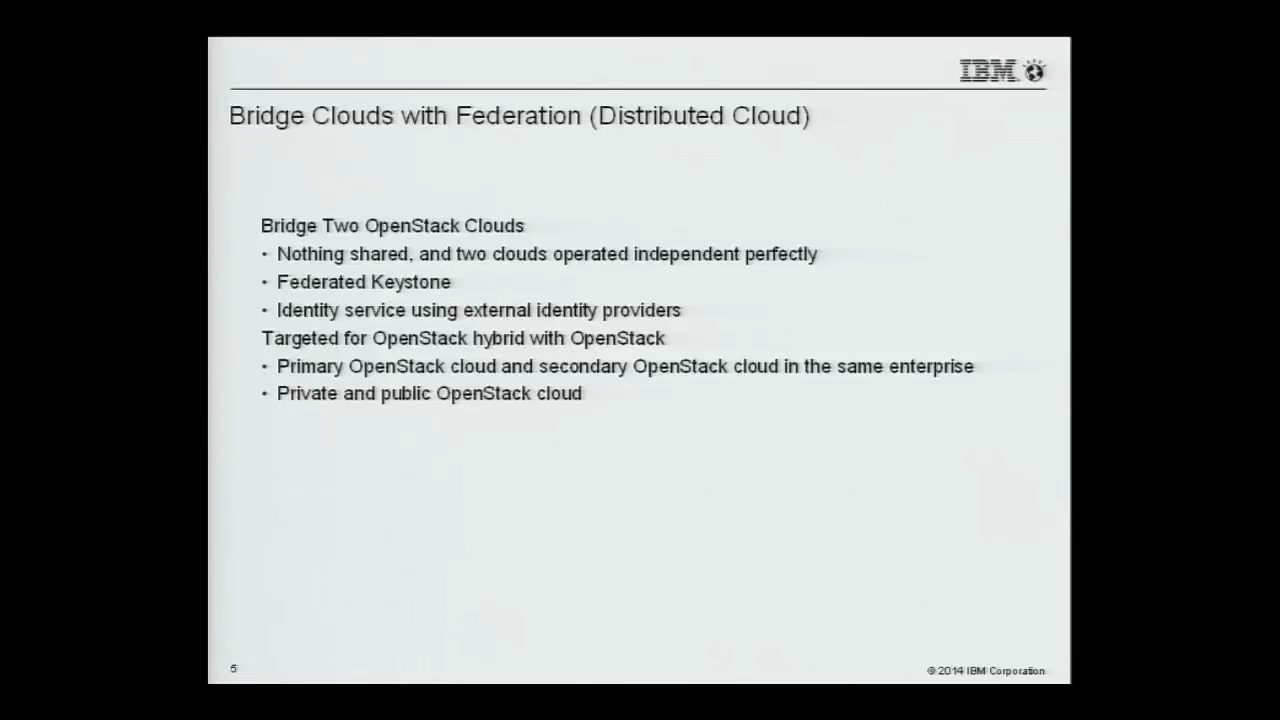 IBM
Bridge Clouds with Federation (Distributed Cloud)
Bridge Two OpenStack Clouds
• Nothing shared, and two clouds operated independent perfectly
• Federated Keystone
• Identity service using external identity providers
Targeted for OpenStack hybrid with OpenStack
• Primary OpenStack cloud and secondary OpenStack cloud in the same enterprise
• Private and public OpenStack cloud
5
© 2014 IBM Corporation